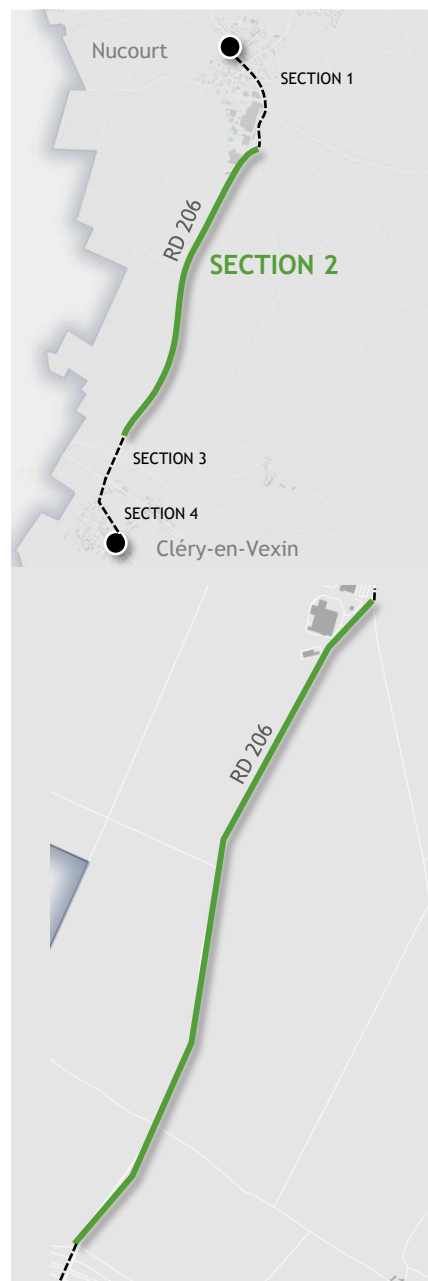 Nucourt
SECTION 1
RD 206
SECTION 2
SECTION 3
SECTION 4
Cléry-en-Vexin
RD 206